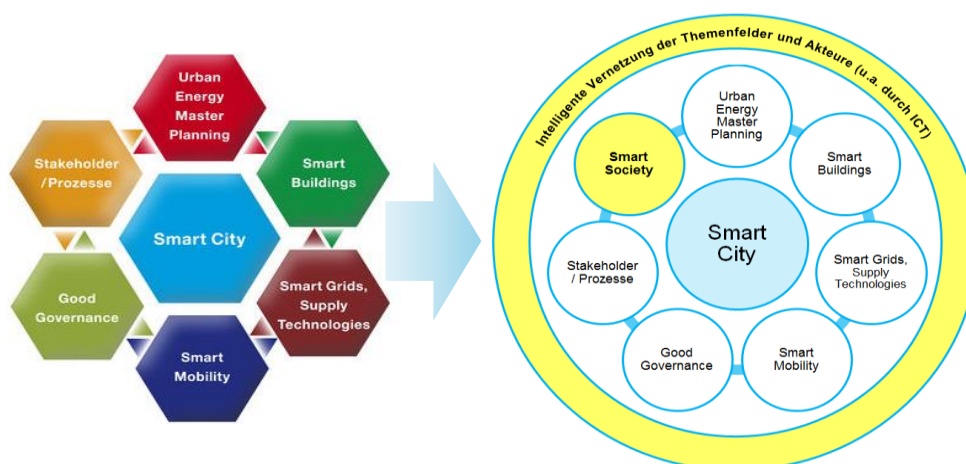 Urban
Energy
Master
Planning
Stakeholder
/Prozesse
Smart
Buildings
Smart City
Good
Governance
Smart Grids,
Supply
Technologies
Smart
Mobility
Intelligente Vernetzung der Themenfelder und Akteure (u.a. durch ICT)
Urban
Energy
Master
Planning
Smart
Society
Smart
Buildings
Smart
City
Stakeholder
/ Prozesse
Smart Grids,
Supply
Technologies
Good
Governance
Smart
Mobility